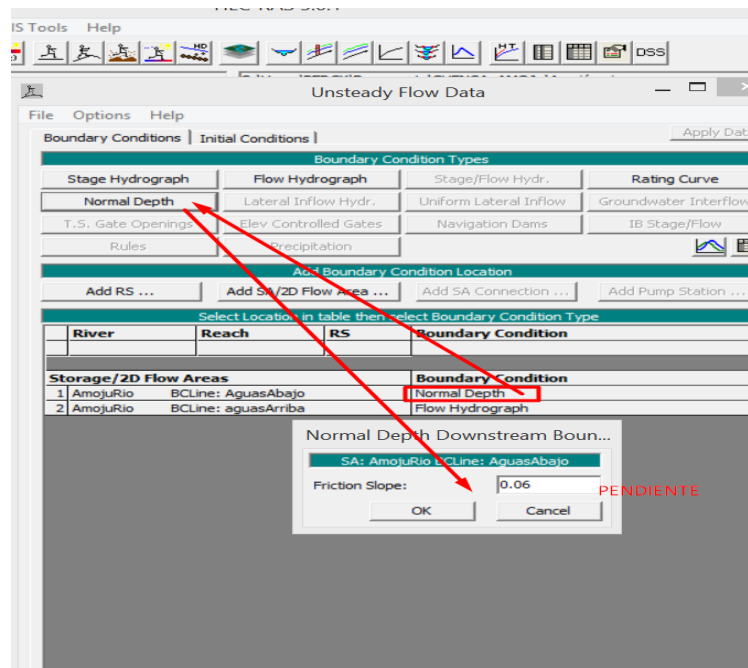 IS Tools Help
HT
DSS
Unsteady Flow Data
File Options Help
Boundary Conditions Initial Conditions Apply Dat
Boundary Condition Types
Stage Hydrograph Flow Hydrograph Stage/Flow Hydr. Rating Curve
Normal Depth Lateral Inflow Hydr. Uniform Lateral Inflow Groundwater Interflow
T.S. Gate Openings Elev Controlled Gates Navigation Dams IB Stage/Flow
Rules Precipitation
Add Boundary Condition Location
Add RS ... Add SA/2D Flow Area ... Add SA Connection ... Add Pump Station ...
Select Location in table then select Boundary Condition Type
River Reach RS Boundary Condition
Storage/2D Flow Areas Boundary Condition
1 AmojuRio BCLine: AguasAbajo Normal Depth
2 AmojuRio BCLine: aguasArriba Flow Hydrograph
Normal Depth Downstream Boun...
SA: AmojuRio BCLine: AguasAbajo
Friction Slope: 0.06 PENDIENTE
OK Cancel